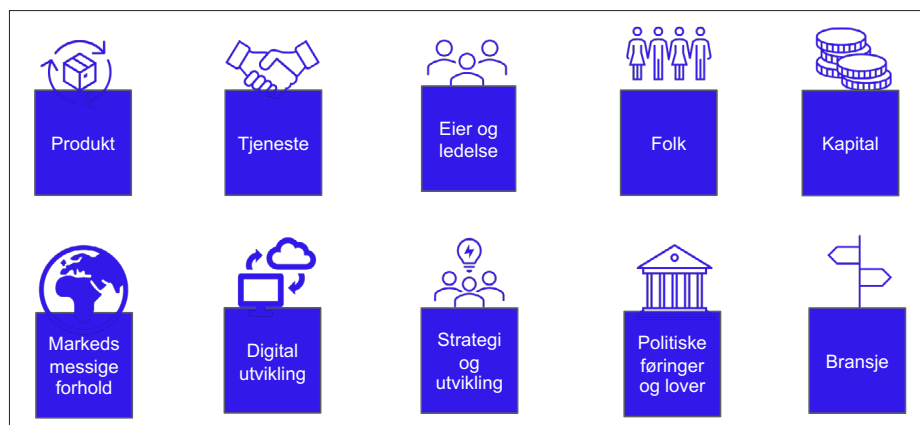 Produkt
Tjeneste
Eier og
ledelse
Folk
Kapital
Markeds
messige
forhold
Digital
utvikling
Strategi
og
utvikling
Politiske
føringer
og lover
Bransje